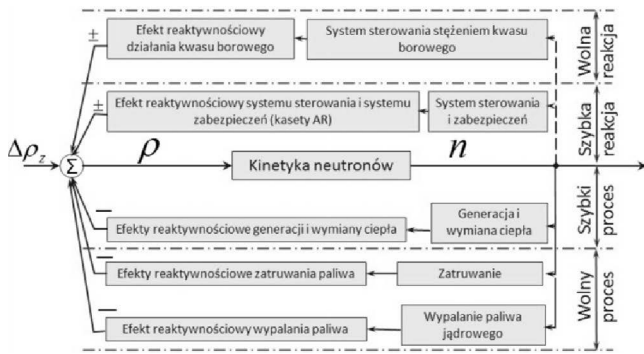 ±
Efekt reaktywnościowy
działania kwasu borowego
System sterowania stężeniem kwasu
borowego
Wolna
reakcja
±
Efekt reaktywnościowy systemu sterowania i systemu
zabezpieczeń (kasety AR)
System sterowania
i zabezpieczeń
Szybka
reakcja
Δρz
Σ
ρ
Kinetyka neutronów
n
—
Efekty reaktywnościowe generacji i wymiany ciepła
Generacja i
wymiana ciepła
Szybki
proces
—
Efekty reaktywnościowe zatruwania paliwa
Zatruwanie
—
Efekt reaktywnościowy wypalania paliwa
Wypalanie paliwa
jądrowego
Wolny
proces